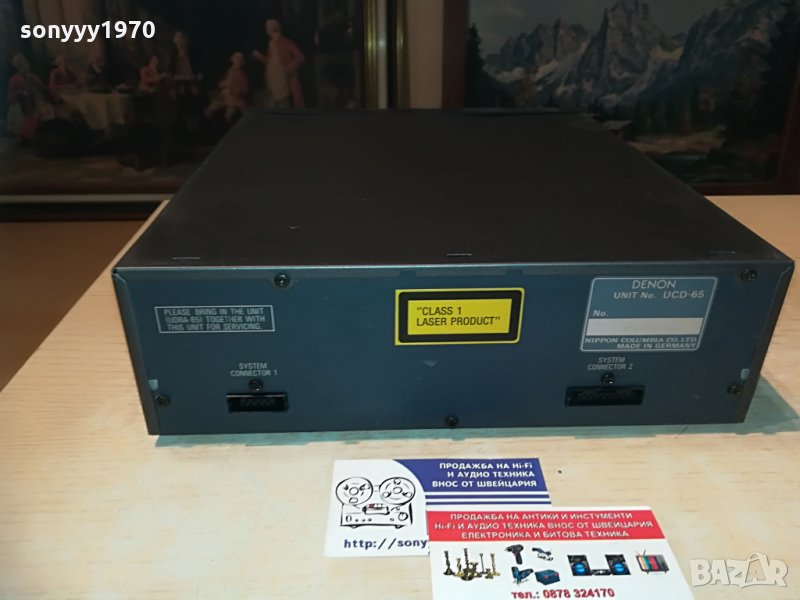 sonyyy1970
PLEASE BRING IN THE UNIT
(UDRA-65) TOGETHER WITH
THIS UNIT FOR SERVICING.
"CLASS 1
LASER PRODUCT"
DENON
UNIT No. UCD-65
No.
NIPPON COLUMBIA CO.,LTD.
MADE IN GERMANY
SYSTEM
CONNECTOR 1
SYSTEM
CONNECTOR 2
ПРОДАЖБА НА Hi-Fi
И АУДИО ТЕХНИКА
ВНОС ОТ ШВЕЙЦАРИЯ
http://sony
ПРОДАЖБА НА АНТИКИ И ИНСТУМЕНТИ
Hi-Fi И АУДИО ТЕХНИКА ВНОС ОТ ШВЕЙЦАРИЯ
ЕЛЕКТРОНИКА И БИТОВА ТЕХНИКА
тел.: 0878 324170
BAZAR